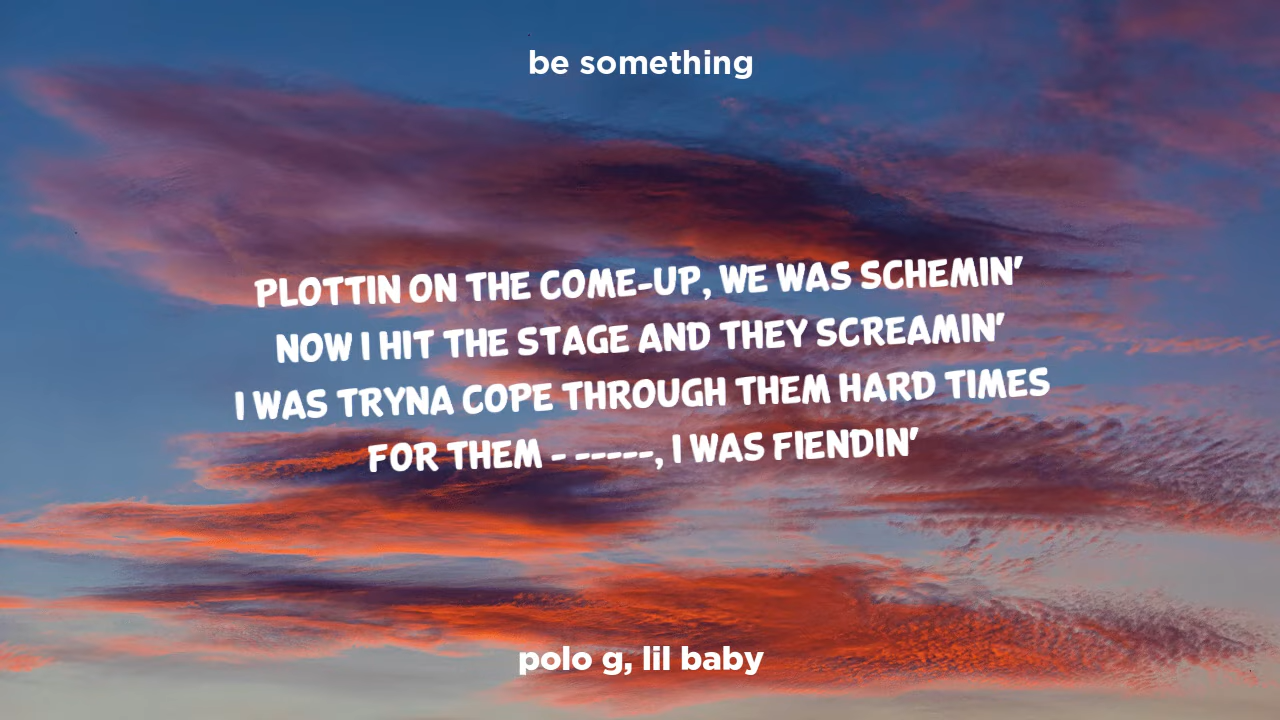 be something
PLOTTIN ON THE COME-UP, WE WAS SCHEMIN'
NOW I HIT THE STAGE AND THEY SCREAMIN'
I WAS TRYNA COPE THROUGH THEM HARD TIMES
FOR THEM - -----, I WAS FIENDIN'
polo g, lil baby